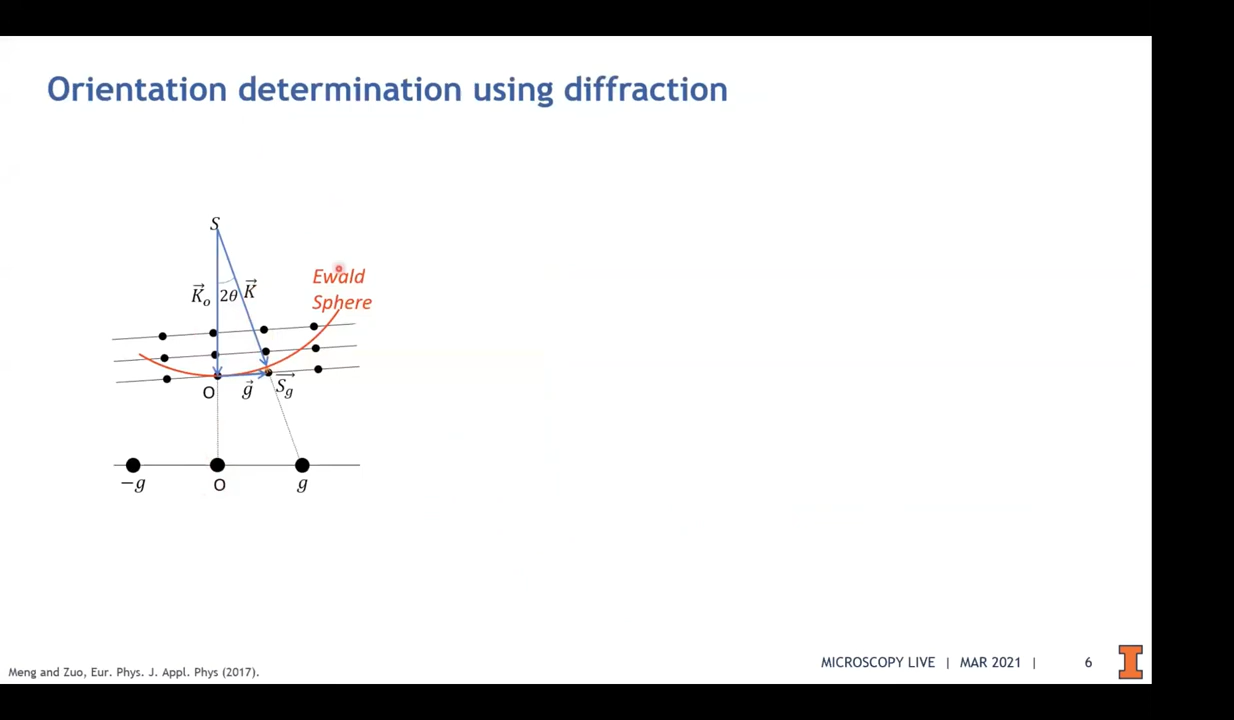 Orientation determination using diffraction
S
Ewald
Sphere
K⃗ₒ 2θ K⃗
O g⃗ S⃗g
−g O g
Meng and Zuo, Eur. Phys. J. Appl. Phys (2017).
MICROSCOPY LIVE | MAR 2021 | 6
I